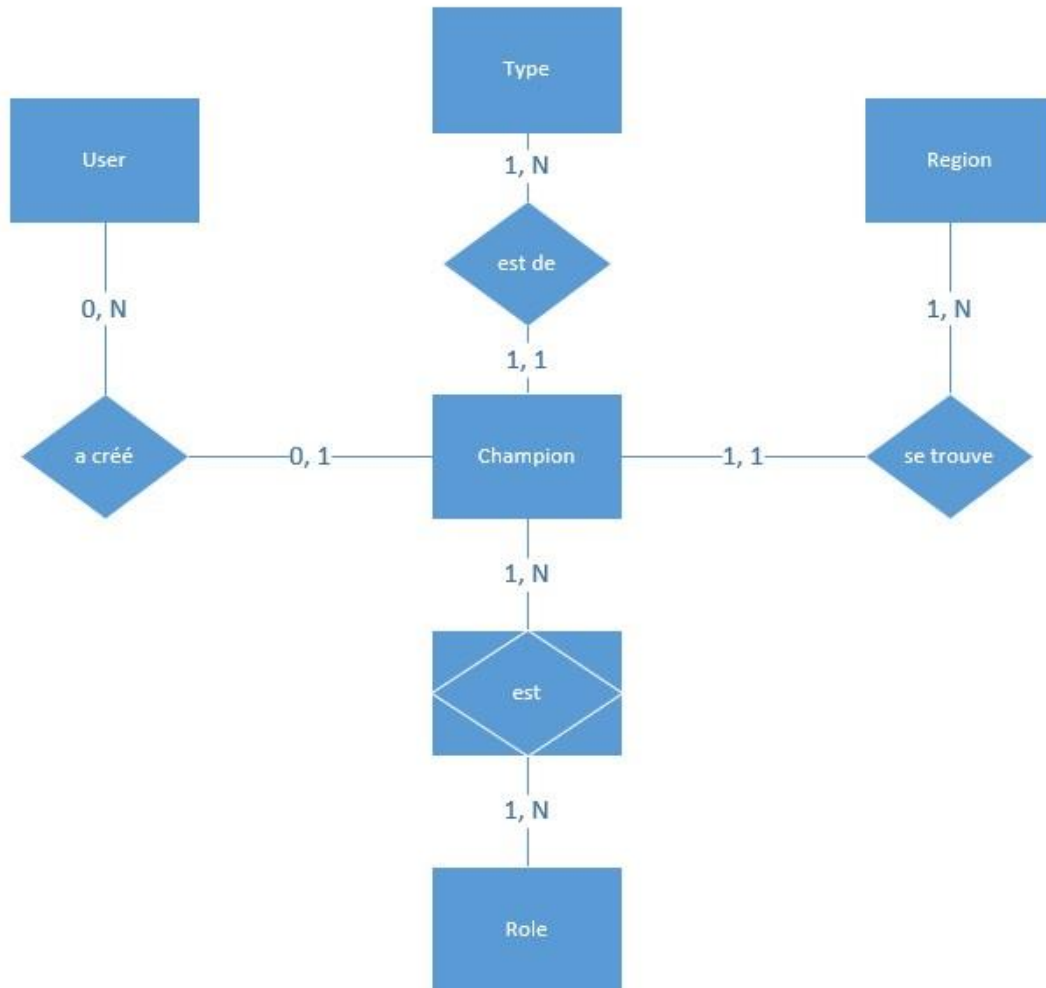 Type
User
Region
1, N
est de
0, N
1, N
1, 1
a créé
0, 1
Champion
1, 1
se trouve
1, N
est
1, N
Role